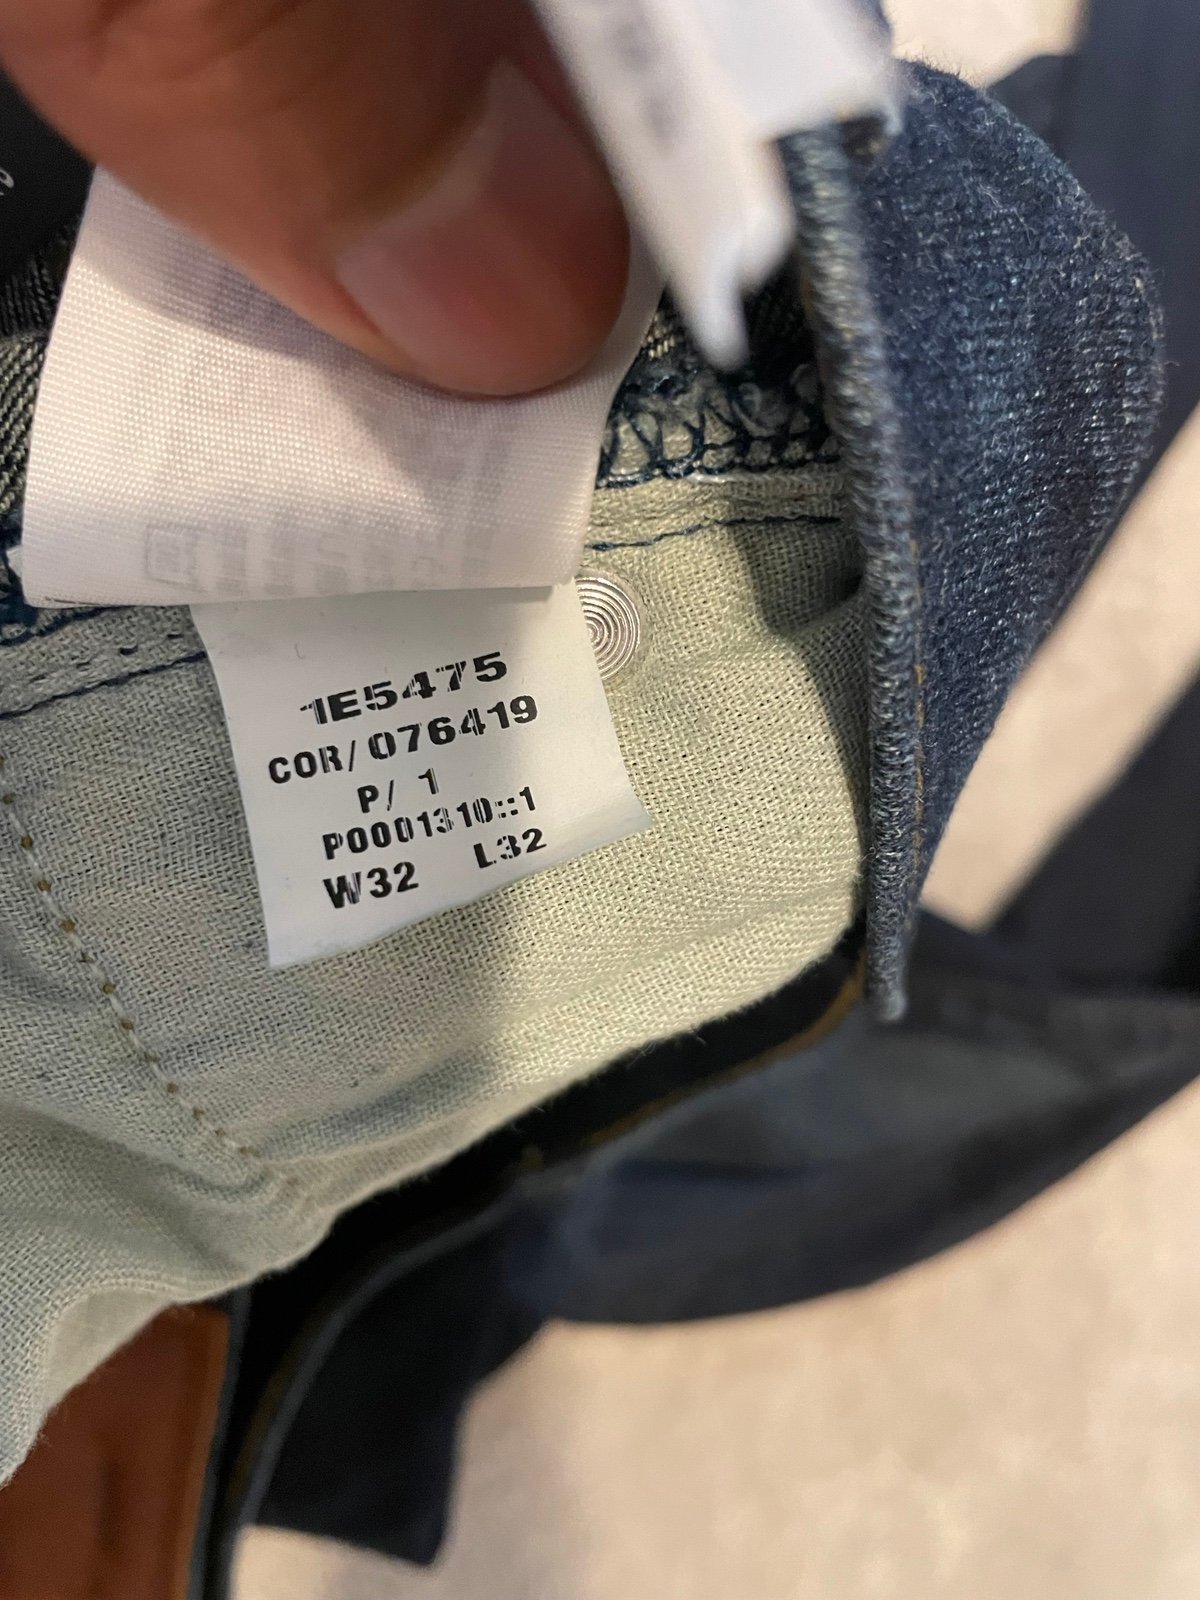 1E5475
COR/076419
P/ 1
P0001310::1
W32 L32